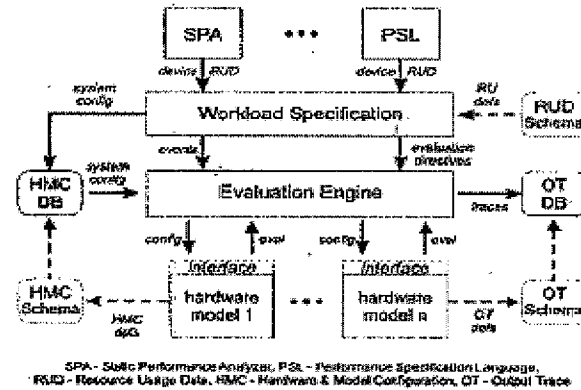 SPA ••• PSL
device RUD device RUD
system config
RU defs
Workload Specification
RUD Schema
events evaluation directives
system config
HMC DB
Evaluation Engine
OT DB
traces
config eval config eval
Interface Interface
HMC Schema
hardware model 1
•••
hardware model n
OT Schema
HMC defs
OT defs
SPA - Static Performance Analyzer, PSL - Performance Specification Language,
RUD - Resource Usage Data, HMC - Hardware & Model Configuration, OT - Output Trace